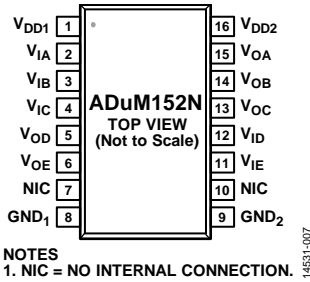 VDD1 1 16 VDD2
VIA 2 15 VOA
VIB 3 14 VOB
VIC 4 ADuM152N 13 VOC
VOD 5 TOP VIEW 12 VID
(Not to Scale)
VOE 6 11 VIE
NIC 7 10 NIC
GND1 8 9 GND2
NOTES
1. NIC = NO INTERNAL CONNECTION.
14531-007